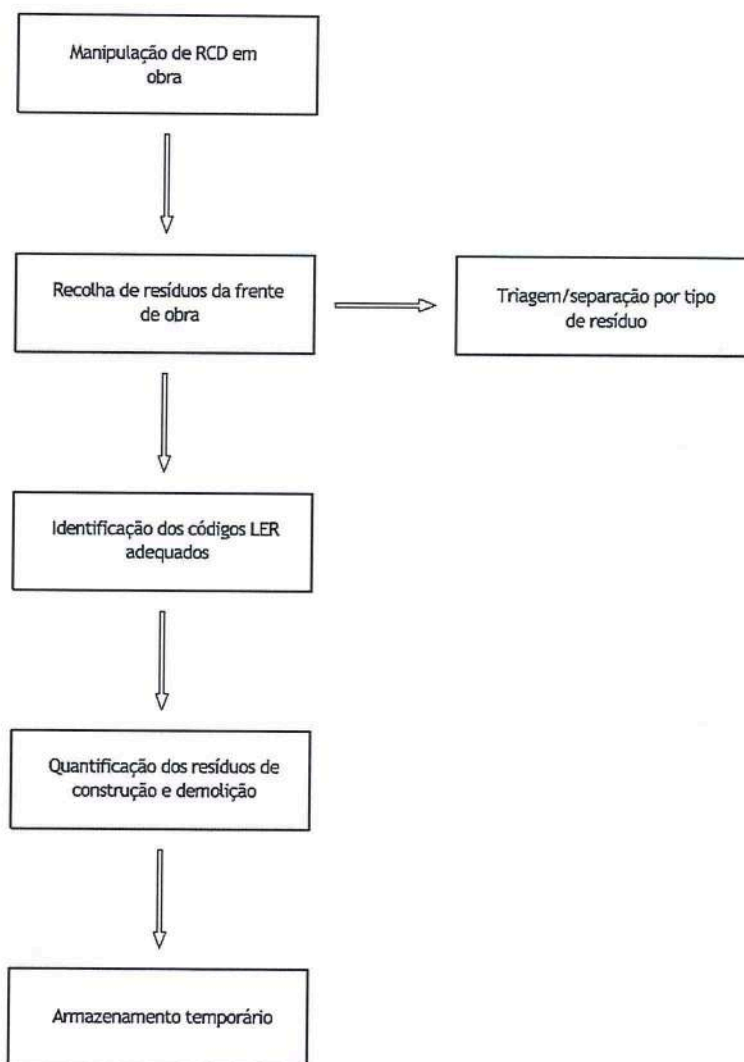 Manipulação de RCD em
obra
Recolha de resíduos da frente
de obra
Triagem/separação por tipo
de resíduo
Identificação dos códigos LER
adequados
Quantificação dos resíduos de
construção e demolição
Armazenamento temporário